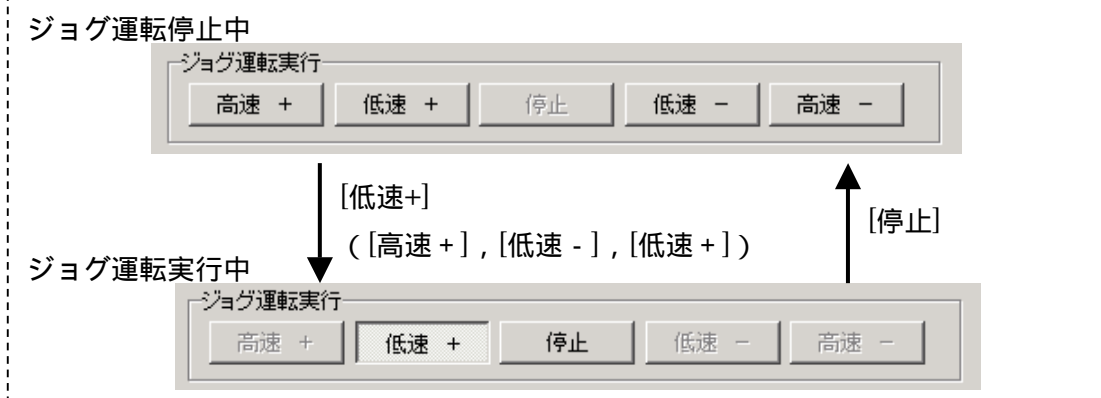 ジョグ運転停止中
ジョグ運転実行
高速 + 低速 + 停止 低速 - 高速 -
[低速+]
([高速+],[低速-],[低速+])
[停止]
ジョグ運転実行中
ジョグ運転実行
高速 + 低速 + 停止 低速 - 高速 -